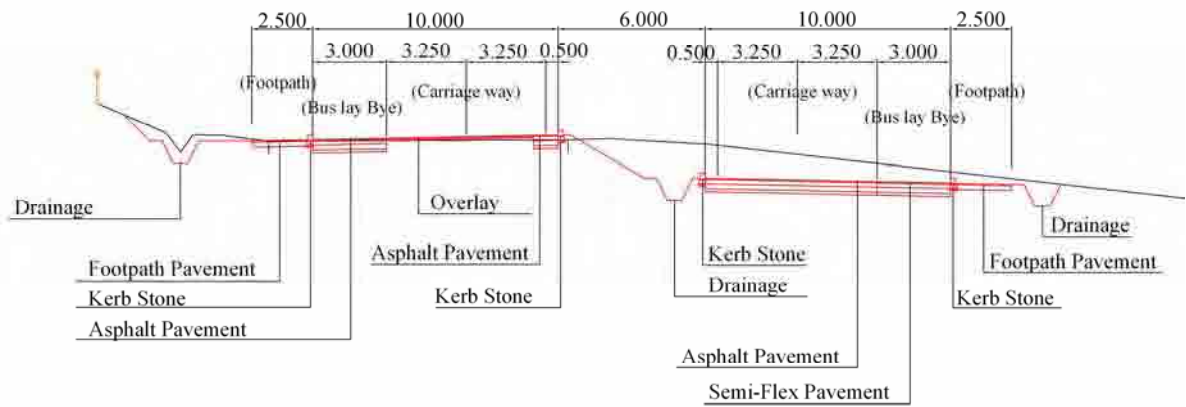 2.500 10.000 6.000 10.000 2.500
3.000 3.250 3.250 0.500 0.500 3.250 3.250 3.000
(Footpath) (Bus lay Bye) (Carriage way) (Carriage way) (Bus lay Bye) (Footpath)
Drainage Overlay Drainage
Asphalt Pavement Kerb Stone
Footpath Pavement Footpath Pavement
Kerb Stone Kerb Stone Drainage Kerb Stone
Asphalt Pavement
Asphalt Pavement
Semi-Flex Pavement